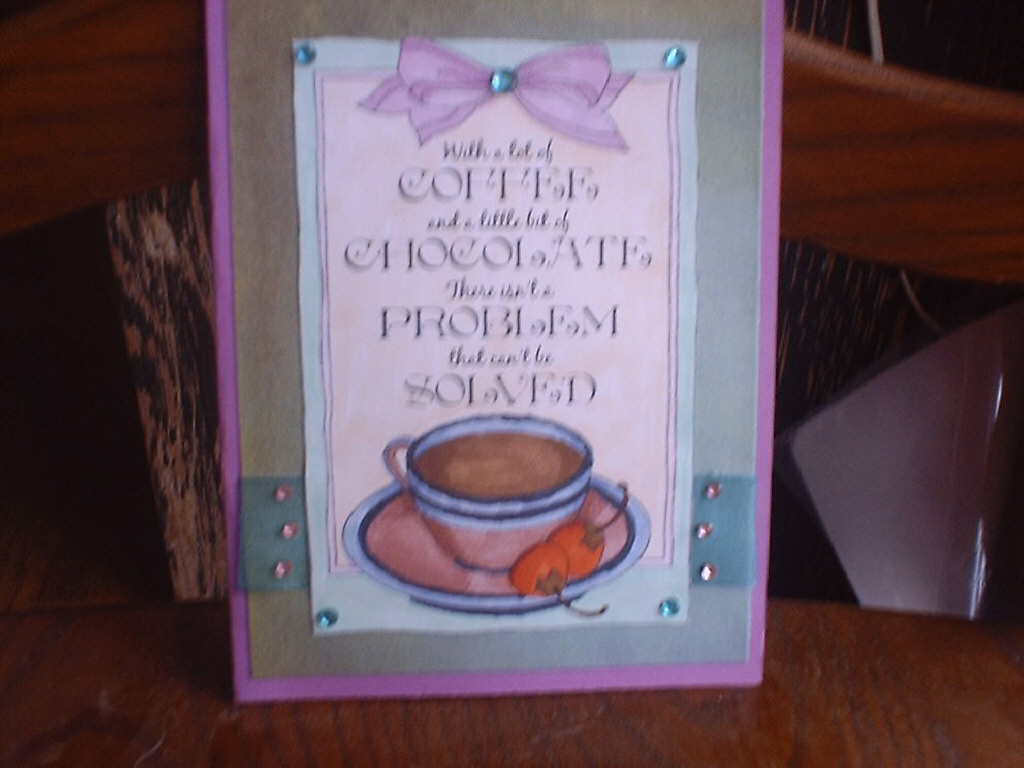 With a lot of
COFFEE
and a little bit of
CHOCOLATE
There isn't a
PROBLEM
that can't be
SOLVED